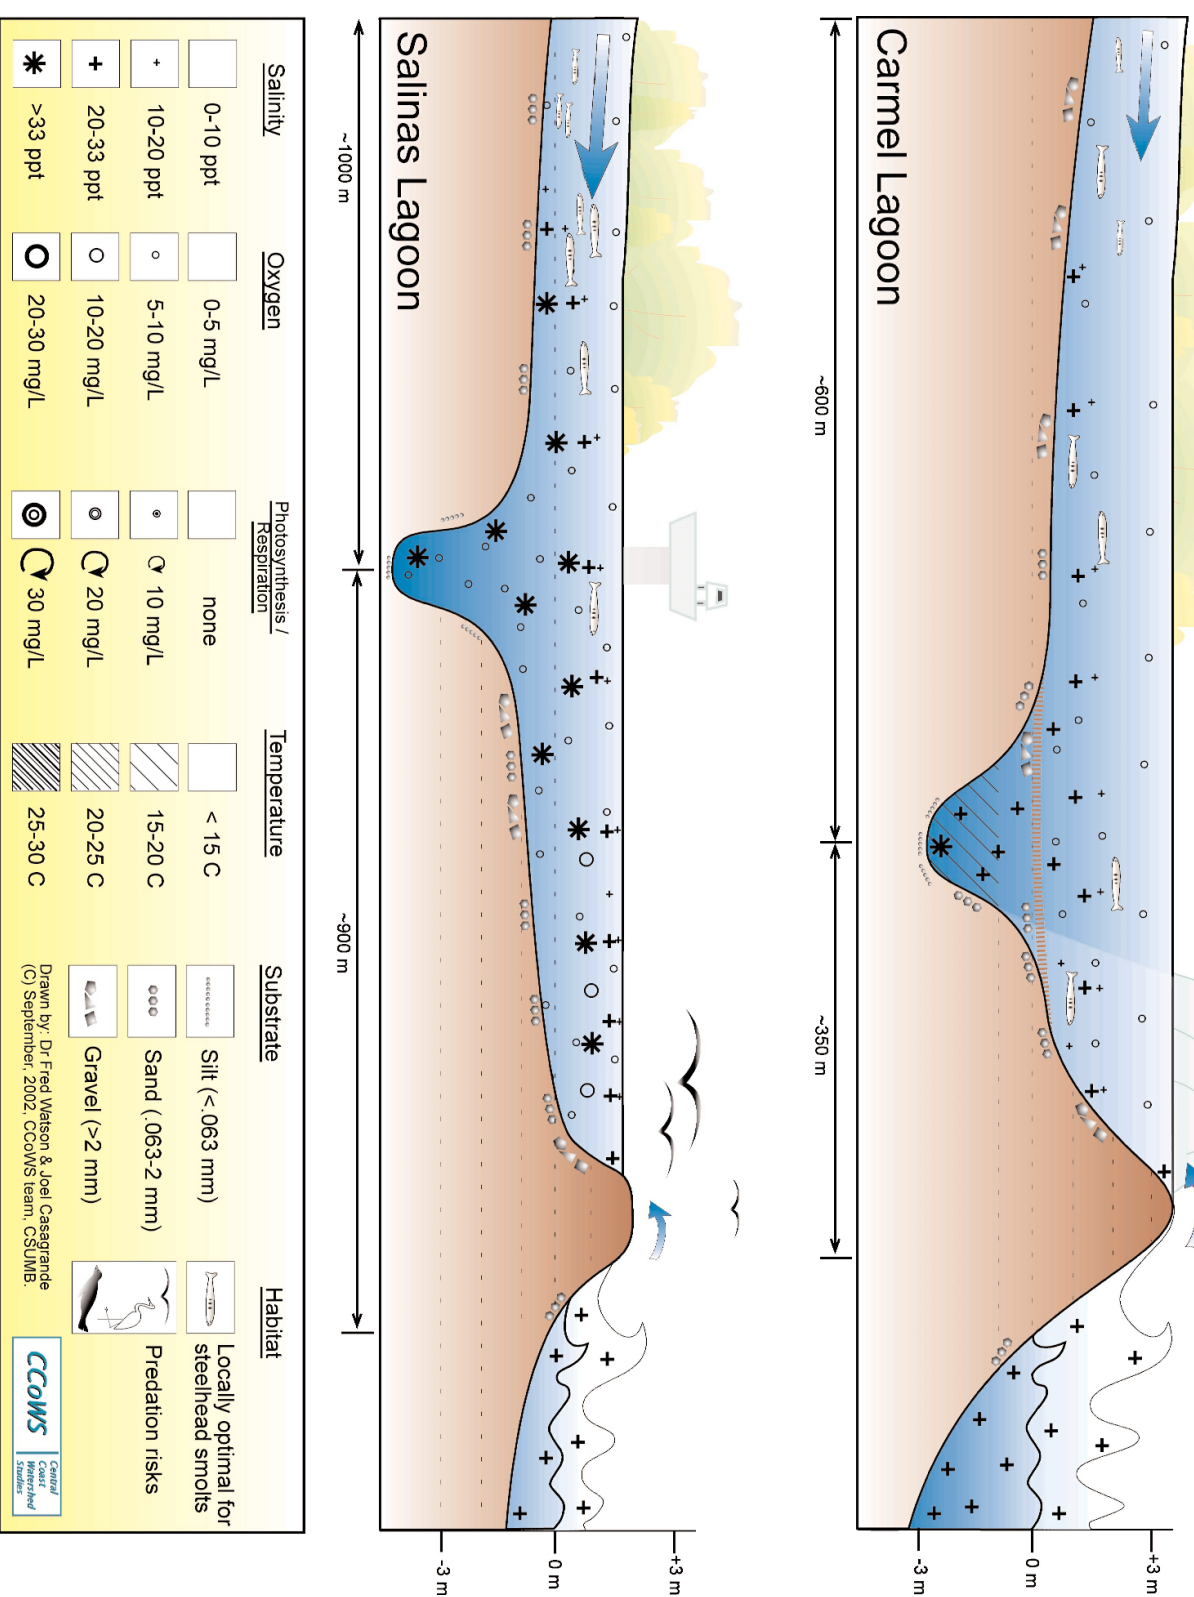 Carmel Lagoon
~600 m
~350 m
+3 m
0 m
-3 m
Salinas Lagoon
~1000 m
~900 m
+3 m
0 m
-3 m
Salinity
0-10 ppt
10-20 ppt
20-33 ppt
>33 ppt
Oxygen
0-5 mg/L
5-10 mg/L
10-20 mg/L
20-30 mg/L
Photosynthesis /
Respiration
none
10 mg/L
20 mg/L
30 mg/L
Temperature
< 15 C
15-20 C
20-25 C
25-30 C
Substrate
Silt (<.063 mm)
Sand (.063-2 mm)
Gravel (>2 mm)
Habitat
Locally optimal for
steelhead smolts
Predation risks
Drawn by: Dr Fred Watson & Joel Casagrande
(C) September, 2002, CCoWS team, CSUMB.
CCoWS
Central
Coast
Watershed
Studies